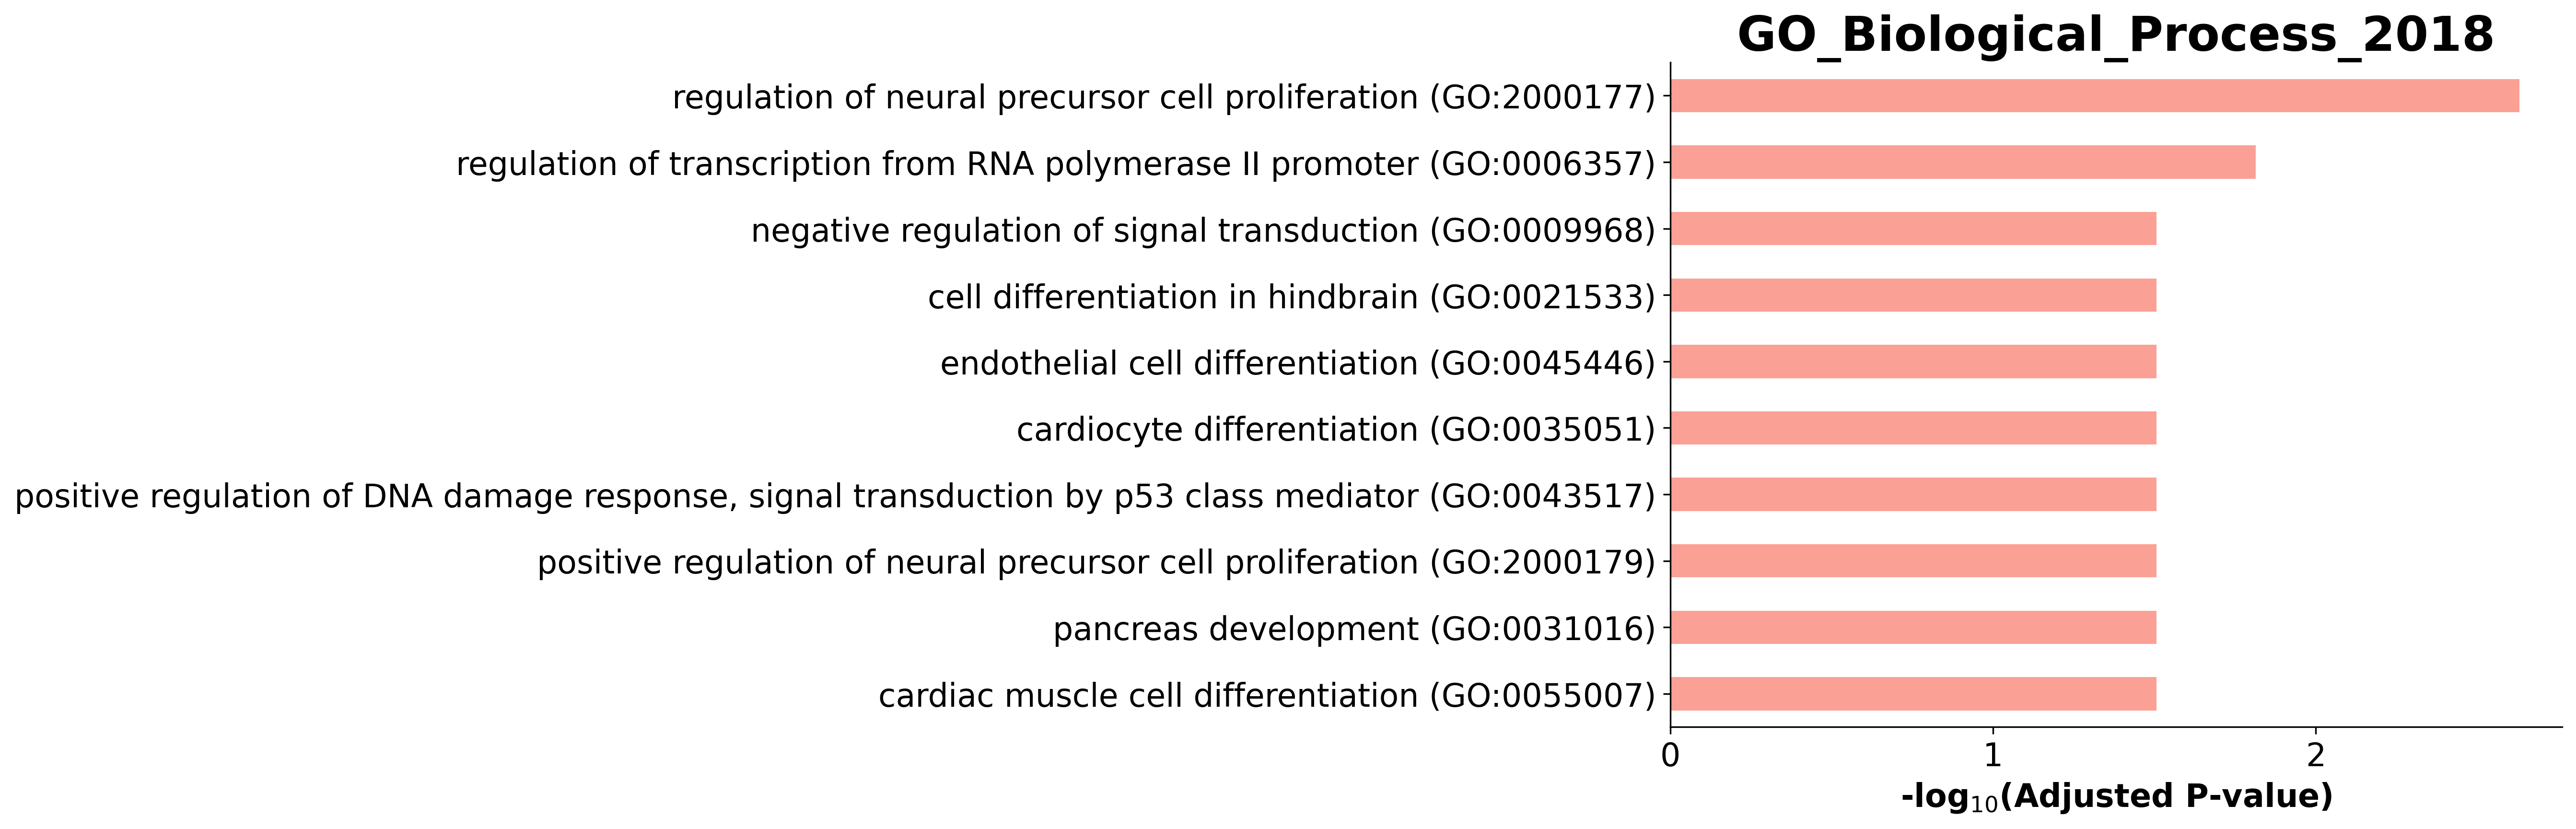 GO_Biological_Process_2018
regulation of neural precursor cell proliferation (GO:2000177)
regulation of transcription from RNA polymerase II promoter (GO:0006357)
negative regulation of signal transduction (GO:0009968)
cell differentiation in hindbrain (GO:0021533)
endothelial cell differentiation (GO:0045446)
cardiocyte differentiation (GO:0035051)
positive regulation of DNA damage response, signal transduction by p53 class mediator (GO:0043517)
positive regulation of neural precursor cell proliferation (GO:2000179)
pancreas development (GO:0031016)
cardiac muscle cell differentiation (GO:0055007)
0 1 2
-log₁₀(Adjusted P-value)